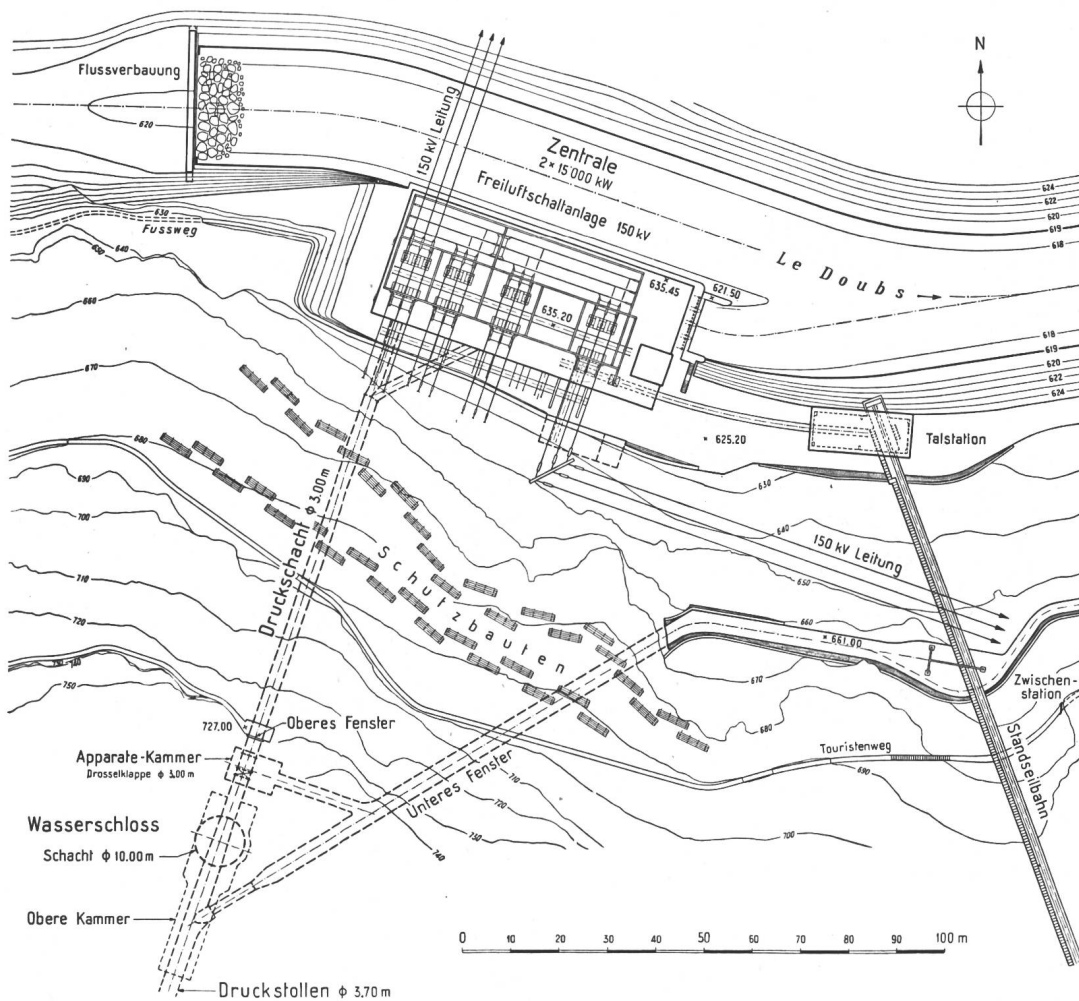 N
Flussverbauung
620
150 kV Leitung
Zentrale
2 × 15'000 kW
Freiluftschaltanlage 150 kV
624
622
620
619
618
630
Fussweg
Le Doubs
650
640
635.45
621.50
660
635.20
618
619
620
622
624
670
625.20
Talstation
680
630
690
700
Druckschacht ϕ 3.00m
640
150 kV Leitung
650
710
Schutzbauten
660
661.00
720
670
730-740
750
Zwischen-
station
727.00
Oberes Fenster
680
Apparate-Kammer
Drosselklappe ϕ 3.00 m
Touristenweg
690
Unteres Fenster
710
720
Standseilbahn
Wasserschloss
730
700
740
Schacht ϕ 10.00 m
Obere Kammer
0 10 20 30 40 50 60 70 80 90 100 m
Druckstollen ϕ 3.70 m